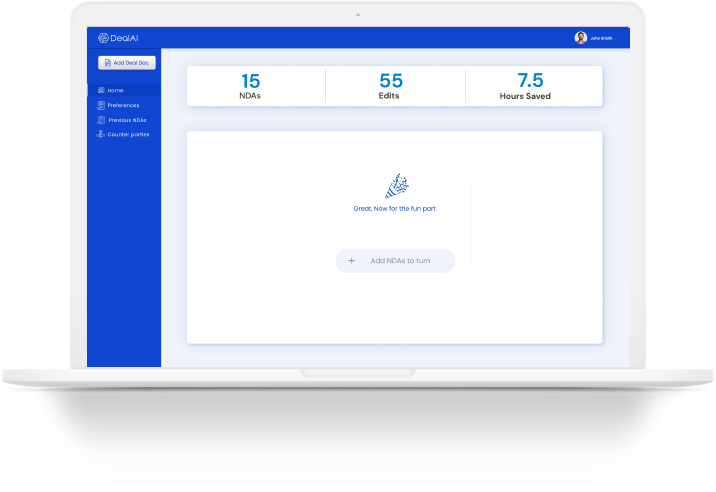 DealAI
John Smith
Add Deal Doc
Home
Preferences
Previous NDAs
Counter parties
15
NDAs
55
Edits
7.5
Hours Saved
Great, Now for the fun part
+ Add NDAs to turn